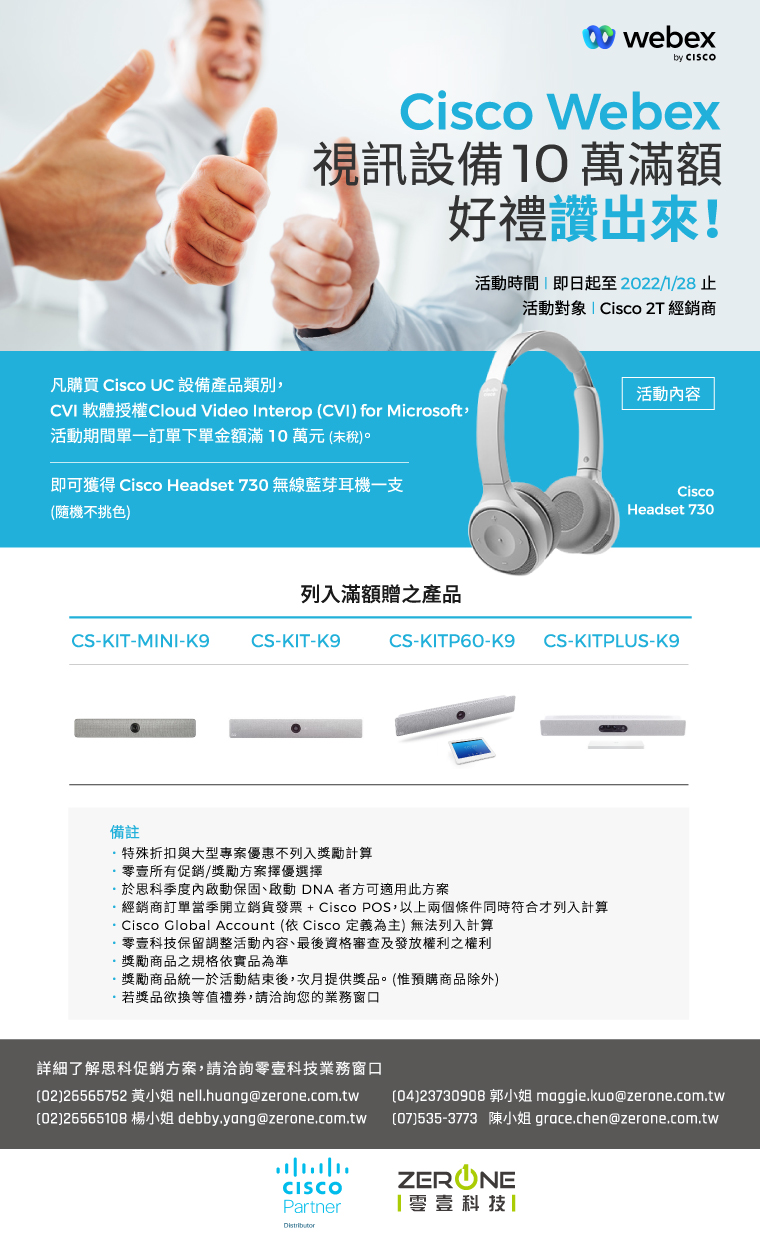 webex
by CISCO
Cisco Webex
視訊設備 10 萬滿額
好禮讚出來!
活動時間 | 即日起至 2022/1/28 止
活動對象 | Cisco 2T 經銷商
凡購買 Cisco UC 設備產品類別,
CVI 軟體授權Cloud Video Interop (CVI) for Microsoft,
活動期間單一訂單下單金額滿 10 萬元 (未稅)。
即可獲得 Cisco Headset 730 無線藍芽耳機一支
(隨機不挑色)
活動內容
Cisco
Headset 730
列入滿額贈之產品
CS-KIT-MINI-K9 CS-KIT-K9 CS-KITP60-K9 CS-KITPLUS-K9
備註
・特殊折扣與大型專案優惠不列入獎勵計算
・零壹所有促銷/獎勵方案擇優選擇
・於思科季度內啟動保固、啟動 DNA 者方可適用此方案
・經銷商訂單當季開立銷貨發票 + Cisco POS,以上兩個條件同時符合才列入計算
・Cisco Global Account (依 Cisco 定義為主) 無法列入計算
・零壹科技保留調整活動內容、最後資格審查及發放權利之權利
・獎勵商品之規格依實品為準
・獎勵商品統一於活動結束後,次月提供獎品。(惟預購商品除外)
・若獎品欲換等值禮券,請洽詢您的業務窗口
詳細了解思科促銷方案,請洽詢零壹科技業務窗口
(02)26565752 黃小姐 nell.huang@zerone.com.tw (04)23730908 郭小姐 maggie.kuo@zerone.com.tw
(02)26565108 楊小姐 debby.yang@zerone.com.tw (07)535-3773 陳小姐 grace.chen@zerone.com.tw
CISCO
Partner
Distributor
ZERONE
零壹科技